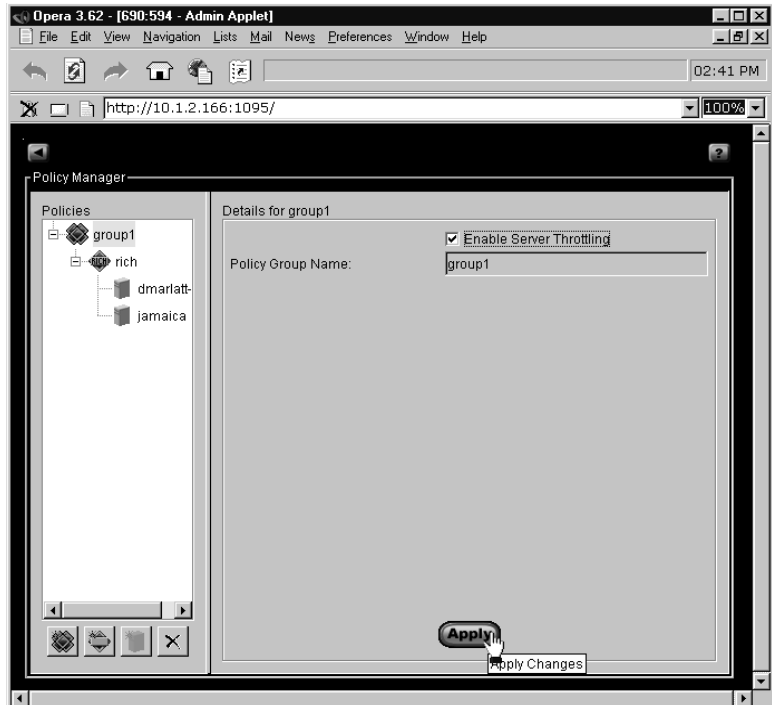 Opera 3.62 - [690:594 - Admin Applet]
File Edit View Navigation Lists Mail News Preferences Window Help
02:41 PM
http://10.1.2.166:1095/
100%
?
Policy Manager
Policies
Details for group1
group1
Enable Server Throttling
RICH
rich
Policy Group Name:
group1
dmarlatt-
jamaica
Apply
Apply Changes